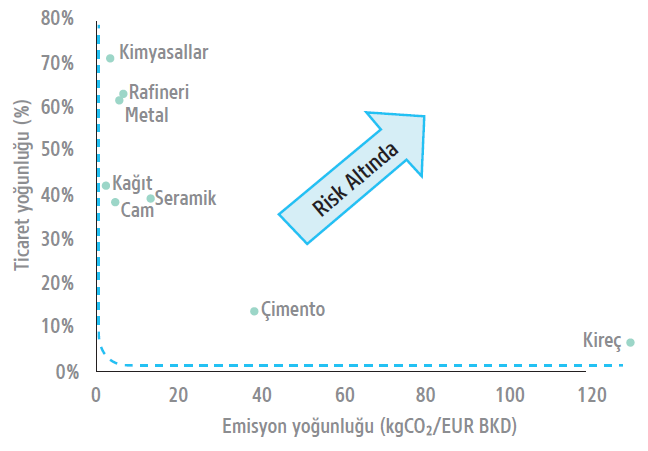 80%
70%
60%
50%
40%
30%
20%
10%
0%
Ticaret yoğunluğu (%)
Kimyasallar
Rafineri
Metal
Kağıt
Seramik
Cam
Risk Altında
Çimento
Kireç
0 20 40 60 80 100 120
Emisyon yoğunluğu (kgCO₂/EUR BKD)